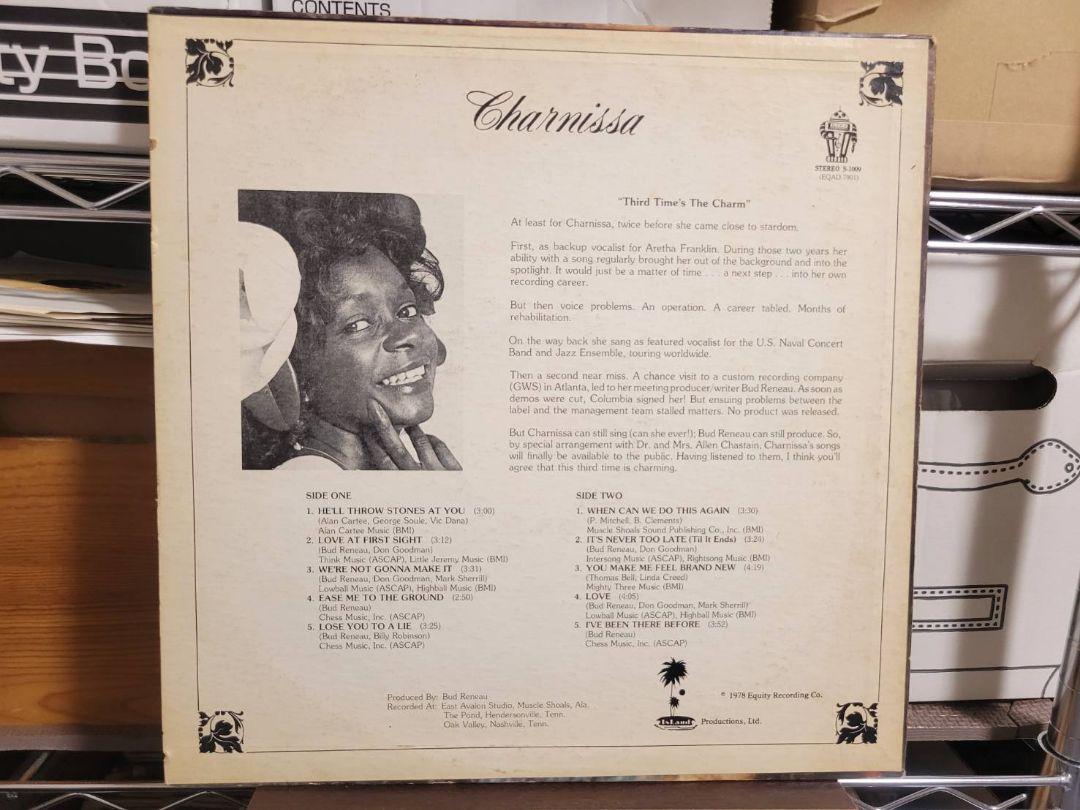 CONTENTS
ty Bo
Charnissa
STEREO S-1009
(EQAD 7901)
"Third Time's The Charm"
At least for Charnissa, twice before she came close to stardom.
First, as backup vocalist for Aretha Franklin. During those two years her
ability with a song regularly brought her out of the background and into the
spotlight. It would just be a matter of time . . . a next step . . . into her own
recording career.
But then voice problems. An operation. A career tabled. Months of
rehabilitation.
On the way back she sang as featured vocalist for the U.S. Naval Concert
Band and Jazz Ensemble, touring worldwide.
Then a second near miss. A chance visit to a custom recording company
(GWS) in Atlanta, led to her meeting producer/writer Bud Reneau. As soon as
demos were cut, Columbia signed her! But ensuing problems between the
label and the management team stalled matters. No product was released.
But Charnissa can still sing (can she ever!); Bud Reneau can still produce. So,
by special arrangement with Dr. and Mrs. Allen Chastain, Charnissa's songs
will finally be available to the public. Having listened to them, I think you'll
agree that this third time is charming.
SIDE ONE
1. HE'LL THROW STONES AT YOU (3:00)
(Alan Cartee, George Soule, Vic Dana)
Alan Cartee Music (BMI)
2. LOVE AT FIRST SIGHT (3:12)
(Bud Reneau, Don Goodman)
Think Music (ASCAP), Little Jeremy Music (BMI)
3. WE'RE NOT GONNA MAKE IT (3:31)
(Bud Reneau, Don Goodman, Mark Sherrill)
Lowball Music (ASCAP), Highball Music (BMI)
4. EASE ME TO THE GROUND (2:50)
(Bud Reneau)
Chess Music, Inc. (ASCAP)
5. LOSE YOU TO A LIE (3:25)
(Bud Reneau, Billy Robinson)
Chess Music, Inc. (ASCAP)
SIDE TWO
1. WHEN CAN WE DO THIS AGAIN (3:30)
(P. Mitchell, B. Clements)
Muscle Shoals Sound Publishing Co., Inc. (BMI)
2. IT'S NEVER TOO LATE (Til It Ends) (3:24)
(Bud Reneau, Don Goodman)
Intersong Music (ASCAP), Rightsong Music (BMI)
3. YOU MAKE ME FEEL BRAND NEW (4:19)
(Thomas Bell, Linda Creed)
Mighty Three Music (BMI)
4. LOVE (4:05)
(Bud Reneau, Don Goodman, Mark Sherrill)
Lowball Music (ASCAP), Highball Music (BMI)
5. I'VE BEEN THERE BEFORE (3:52)
(Bud Reneau)
Chess Music, Inc. (ASCAP)
Produced By: Bud Reneau
Recorded At: East Avalon Studio, Muscle Shoals, Ala.
The Pond, Hendersonville, Tenn.
Oak Valley, Nashville, Tenn.
IsLand Productions, Ltd.
℗ 1978 Equity Recording Co.